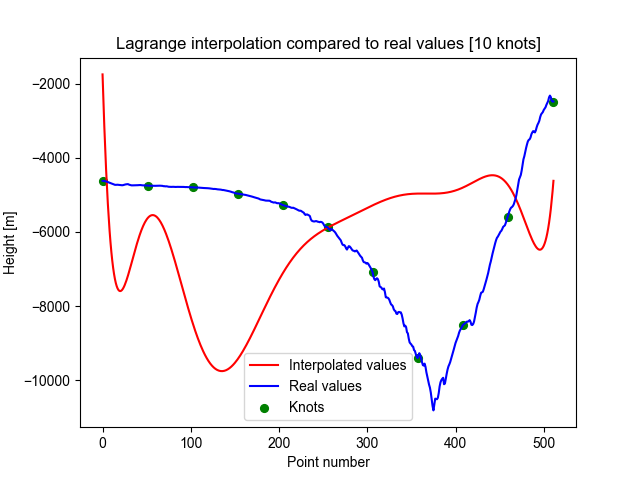 Lagrange interpolation compared to real values [10 knots]
−2000
−4000
−6000
−8000
−10000
Height [m]
Interpolated values
Real values
Knots
0
100
200
300
400
500
Point number